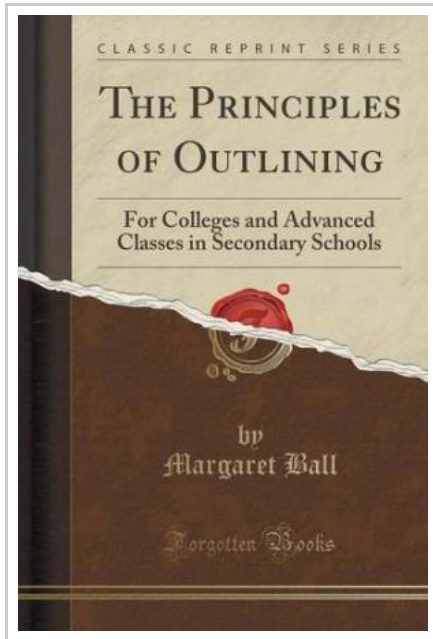 CLASSIC REPRINT SERIES
THE PRINCIPLES
OF OUTLINING
For Colleges and Advanced
Classes in Secondary Schools
by
Margaret Ball
Forgotten Books